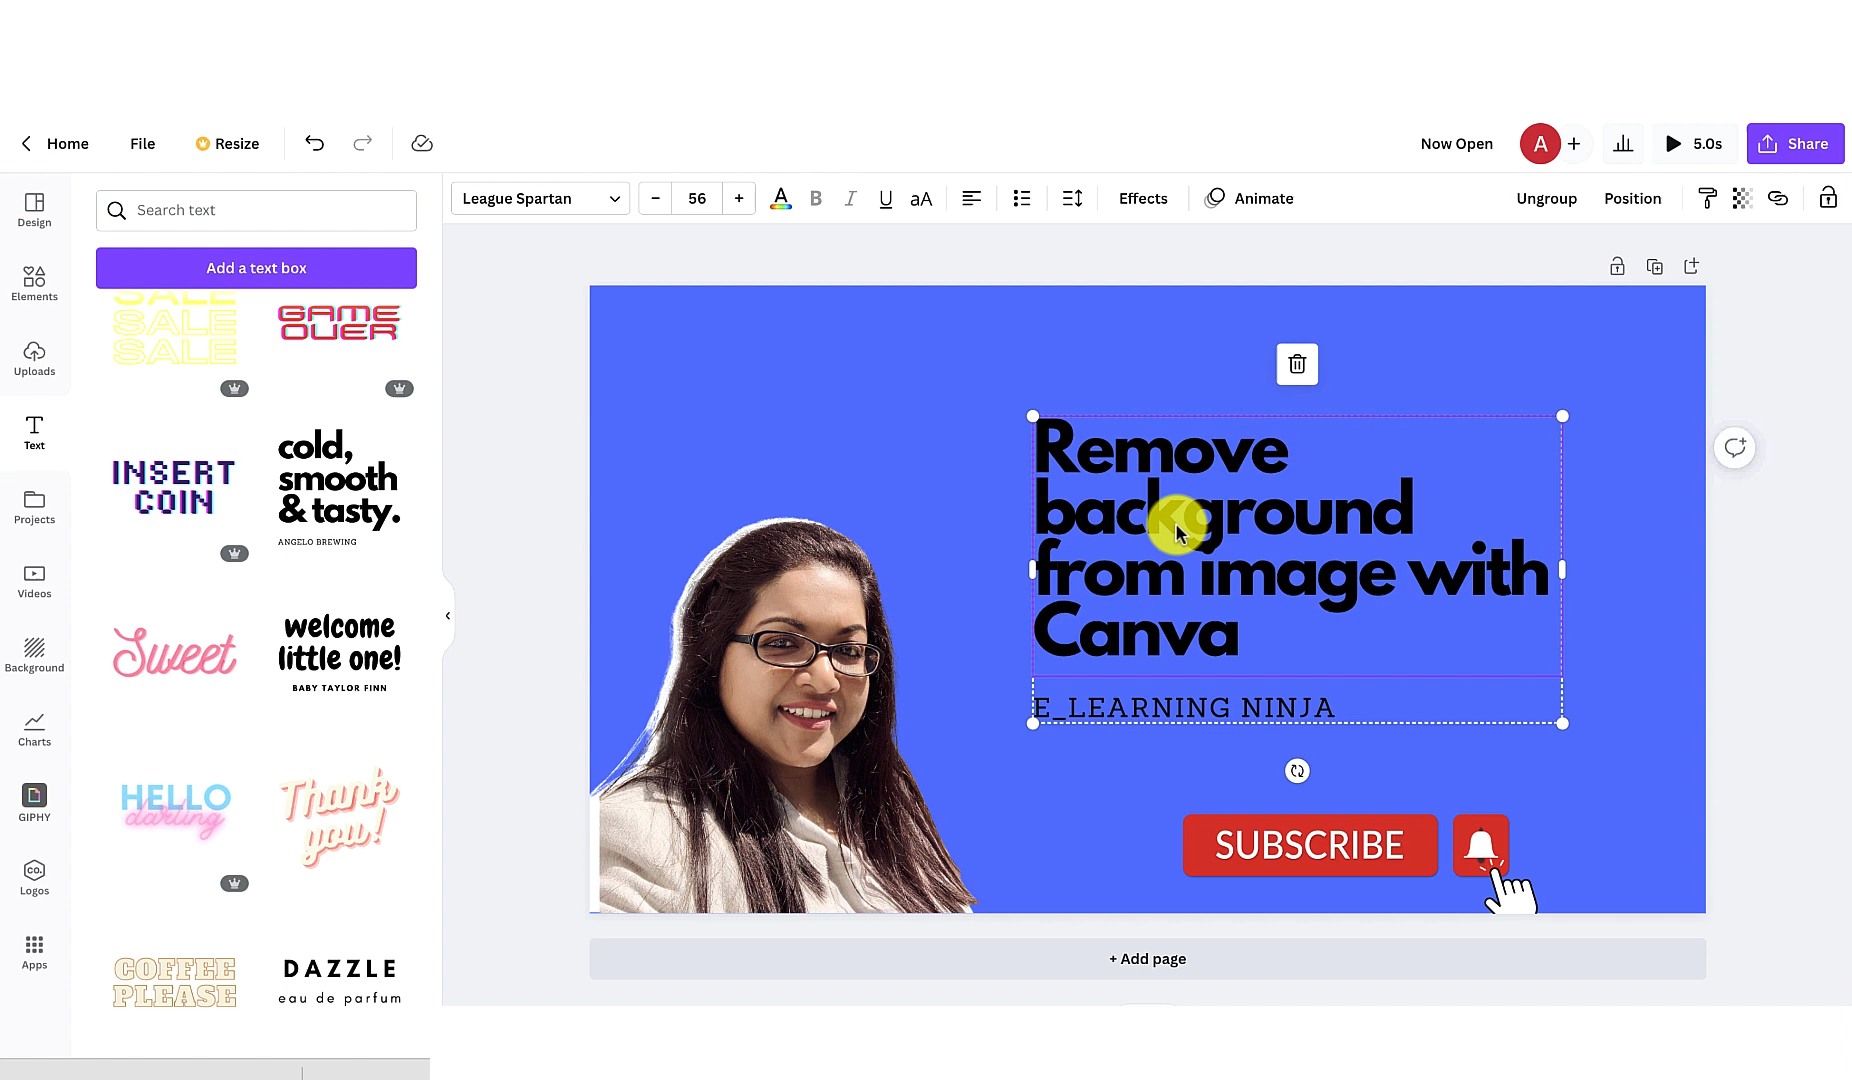 Home
File
Resize
Now Open
A
5.0s
Share
League Spartan
56
A
B
I
U
aA
Effects
Animate
Ungroup
Position
Design
Elements
Uploads
Text
Projects
Videos
Background
Charts
GIPHY
co.
Logos
Apps
Search text
Add a text box
SALE
SALE
SALE
GAME
OVER
INSERT
COIN
cold,
smooth
& tasty.
ANGELO BREWING
Sweet
welcome
little one!
BABY TAYLOR FINN
HELLO
darling
Thank
you!
COFFEE
PLEASE
DAZZLE
eau de parfum
Remove
background
from image with
Canva
E_LEARNING NINJA
SUBSCRIBE
+ Add page